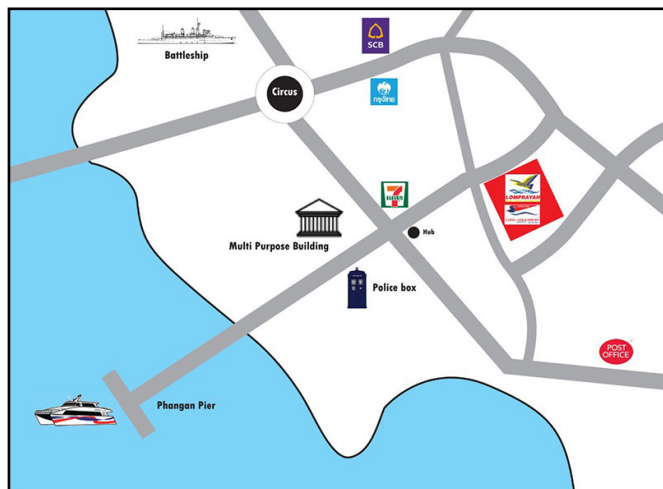 SCB
Battleship
Circus
กรุงไทย
7
ELEVEN
LOMPRAYAH
Multi Purpose Building
Hub
Police box
POST
OFFICE
Phangan Pier